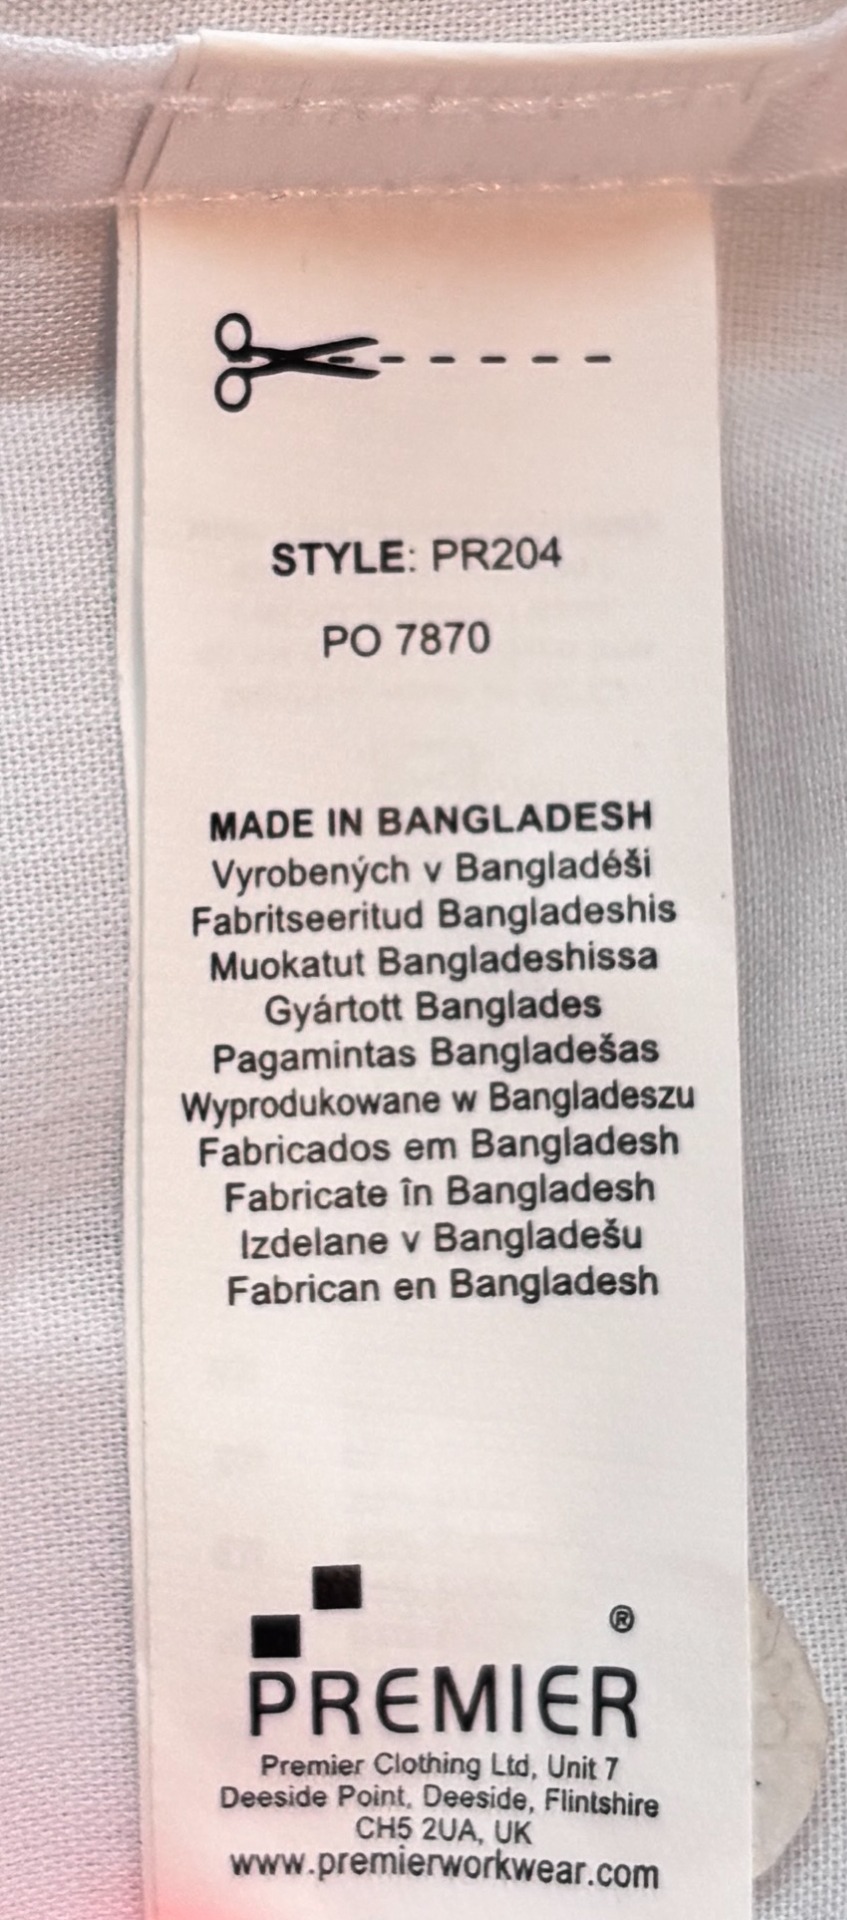 STYLE: PR204
PO 7870
MADE IN BANGLADESH
Vyrobených v Bangladéši
Fabritseeritud Bangladeshis
Muokatut Bangladeshissa
Gyártott Banglades
Pagamintas Bangladešas
Wyprodukowane w Bangladeszu
Fabricados em Bangladesh
Fabricate în Bangladesh
Izdelane v Bangladešu
Fabrican en Bangladesh
®
PREMIER
Premier Clothing Ltd, Unit 7
Deeside Point, Deeside, Flintshire
CH5 2UA, UK
www.premierworkwear.com